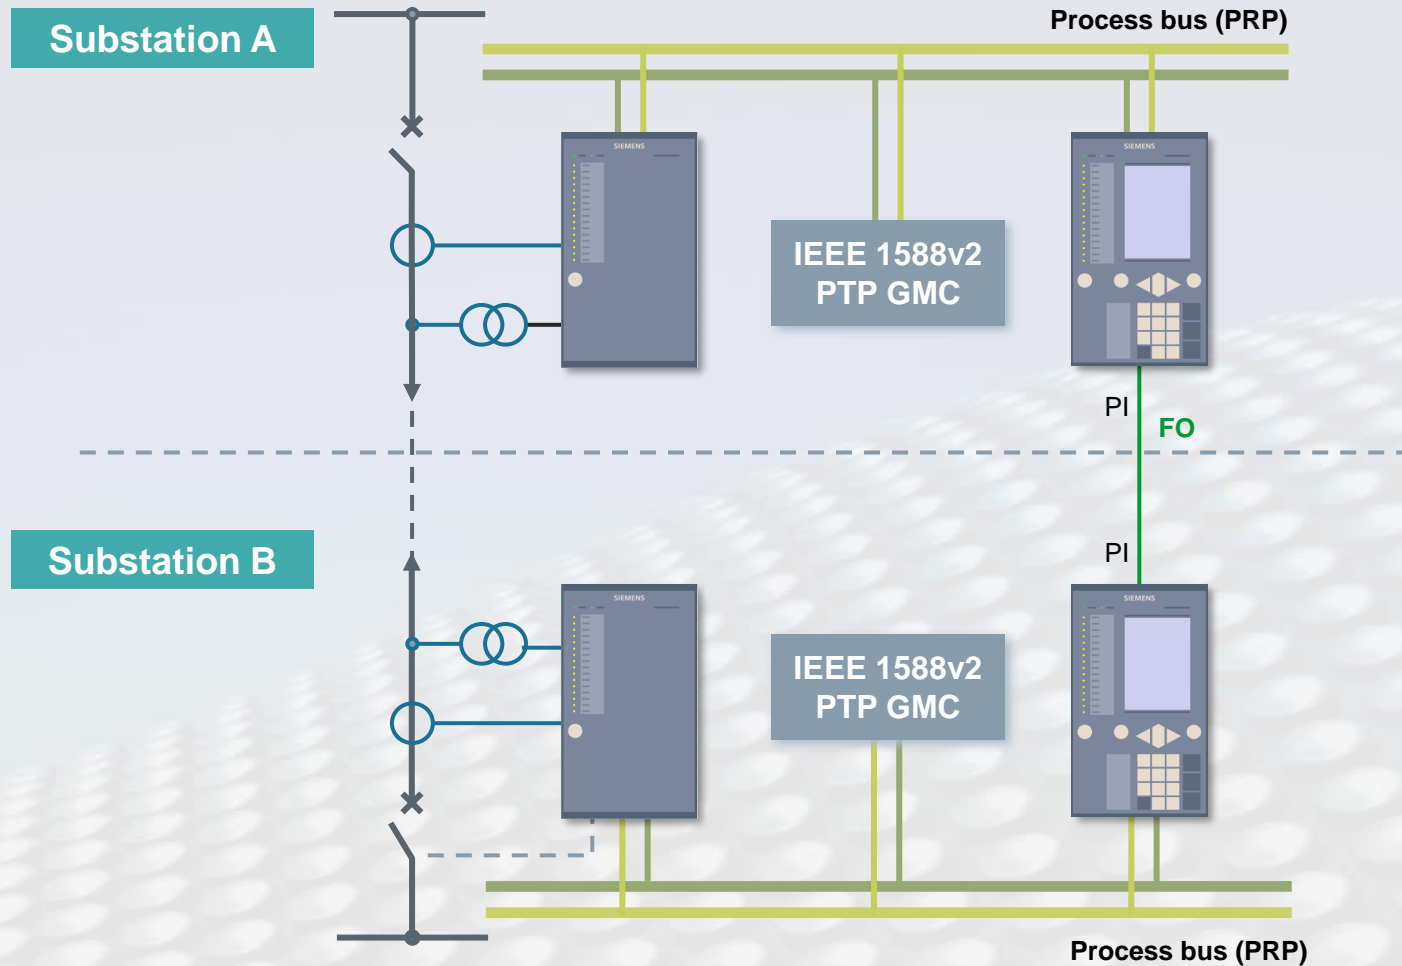 Substation A
Process bus (PRP)
SIEMENS
SIEMENS
IEEE 1588v2
PTP GMC
PI
FO
Substation B
PI
SIEMENS
SIEMENS
IEEE 1588v2
PTP GMC
Process bus (PRP)